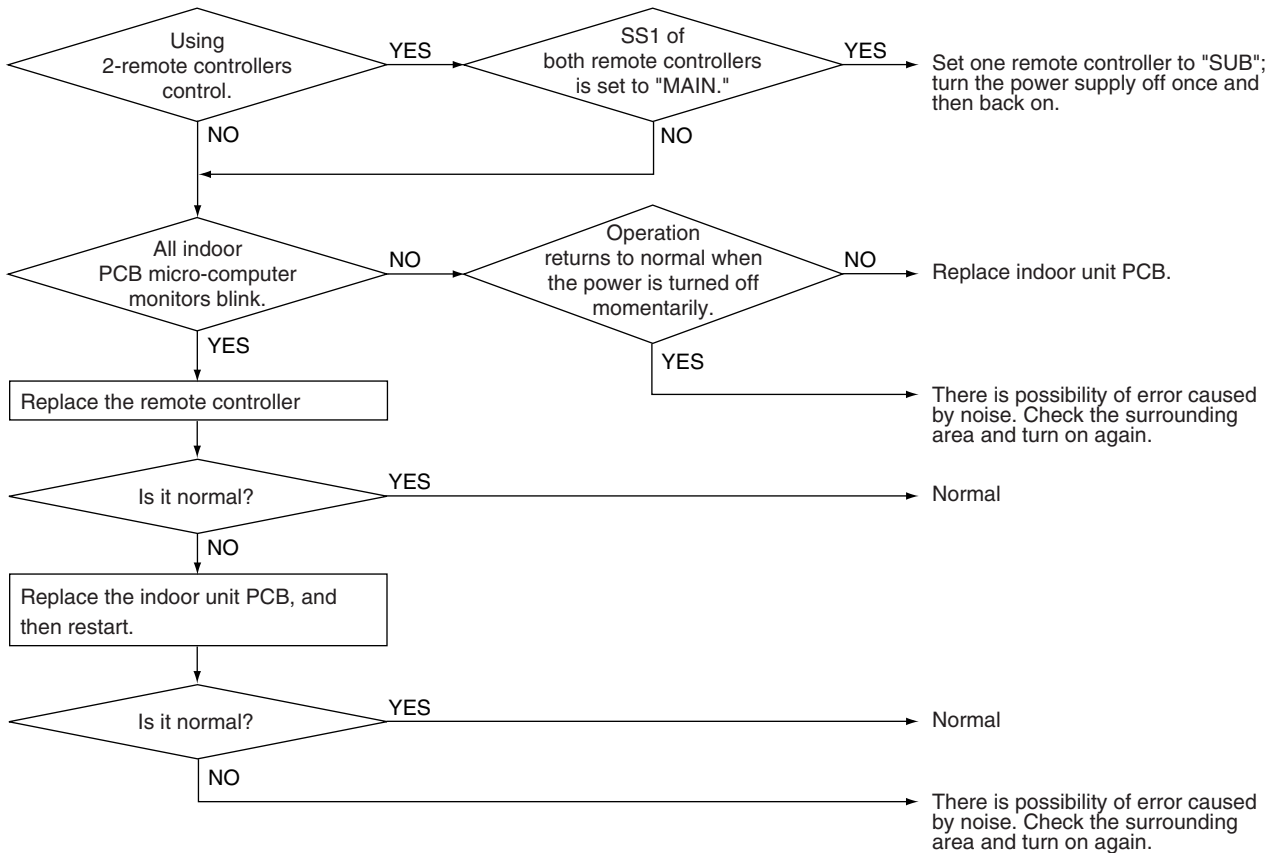 Using
2-remote controllers
control.
YES
SS1 of
both remote controllers
is set to "MAIN."
YES
Set one remote controller to "SUB";
turn the power supply off once and
then back on.
NO
NO
All indoor
PCB micro-computer
monitors blink.
NO
Operation
returns to normal when
the power is turned off
momentarily.
NO
Replace indoor unit PCB.
YES
YES
There is possibility of error caused
by noise. Check the surrounding
area and turn on again.
Replace the remote controller
Is it normal?
YES
Normal
NO
Replace the indoor unit PCB, and
then restart.
Is it normal?
YES
Normal
NO
There is possibility of error caused
by noise. Check the surrounding
area and turn on again.